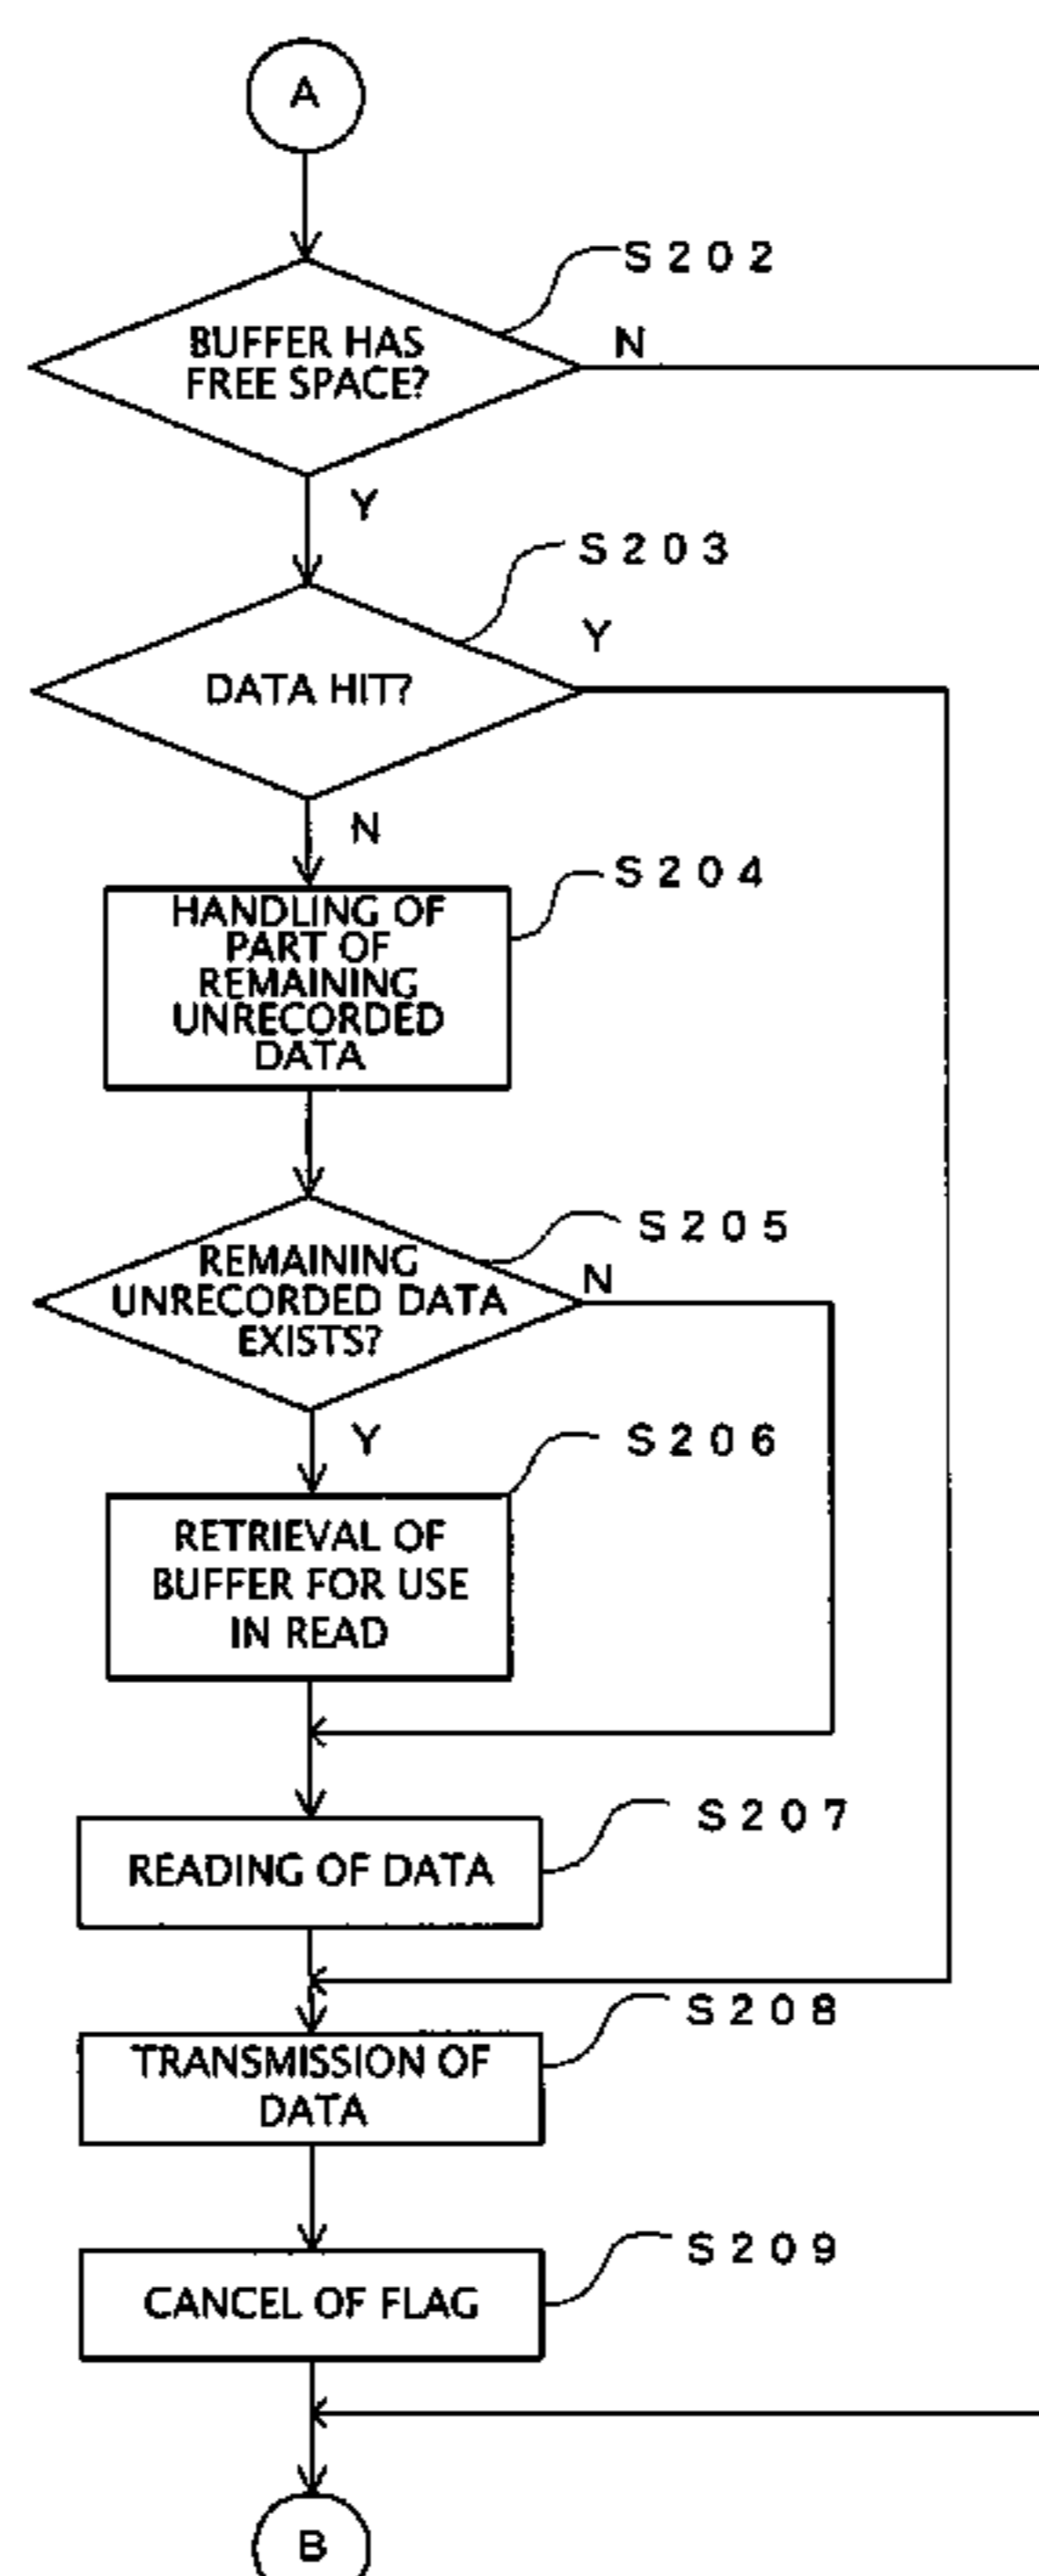 A
S202
BUFFER HAS
FREE SPACE?
N
Y
S203
Y
DATA HIT?
N
S204
HANDLING OF
PART OF
REMAINING
UNRECORDED
DATA
S205
REMAINING
UNRECORDED DATA
EXISTS?
N
Y
S206
RETRIEVAL OF
BUFFER FOR USE
IN READ
S207
READING OF DATA
S208
TRANSMISSION OF
DATA
S209
CANCEL OF FLAG
B